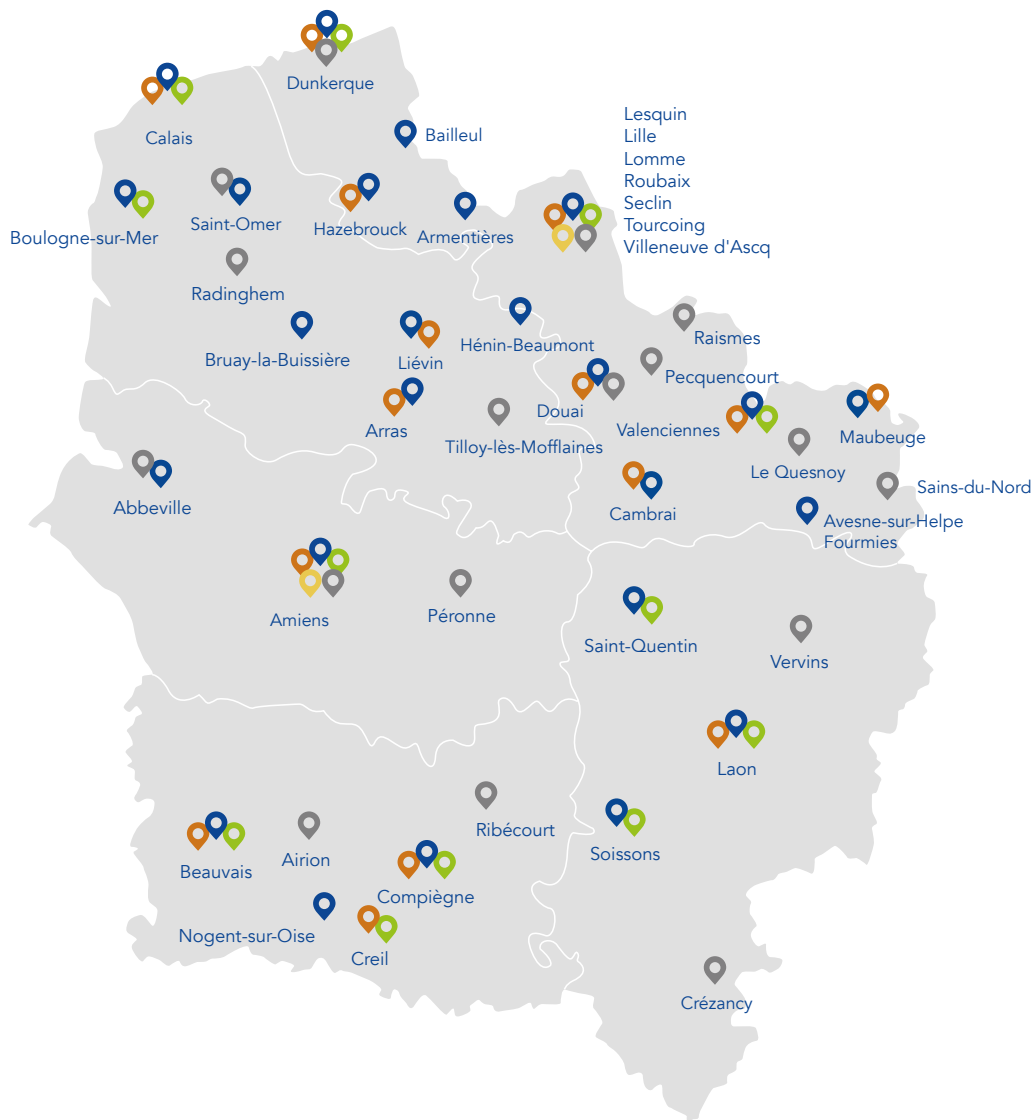 Dunkerque
Calais
Bailleul
Lesquin
Lille
Lomme
Roubaix
Seclin
Tourcoing
Villeneuve d'Ascq
Boulogne-sur-Mer
Saint-Omer
Hazebrouck
Armentières
Radinghem
Bruay-la-Buissière
Liévin
Hénin-Beaumont
Raismes
Pecquencourt
Arras
Tilloy-lès-Mofflaines
Douai
Valenciennes
Maubeuge
Le Quesnoy
Abbeville
Cambrai
Sains-du-Nord
Avesne-sur-Helpe
Fourmies
Amiens
Péronne
Saint-Quentin
Vervins
Laon
Beauvais
Airion
Ribécourt
Soissons
Compiègne
Nogent-sur-Oise
Creil
Crézancy